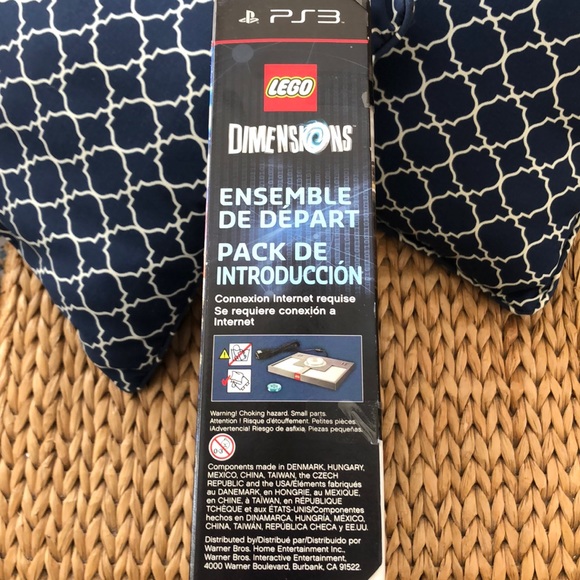 PS3
LEGO
DIMENSIONS
ENSEMBLE
DE DÉPART
PACK DE
INTRODUCCIÓN
Connexion Internet requise
Se requiere conexión a
Internet
Warning! Choking hazard. Small parts.
Attention ! Risque d'étouffement. Petites pièces.
¡Advertencia! Riesgo de asfixia. Piezas pequeñas.
0-3
Components made in DENMARK, HUNGARY,
MEXICO, CHINA, TAIWAN, the CZECH
REPUBLIC and the USA/Éléments fabriqués
au DANEMARK, en HONGRIE, au MEXIQUE,
en CHINE, à TAIWAN, en RÉPUBLIQUE
TCHÈQUE et aux ÉTATS-UNIS/Componentes
hechos en DINAMARCA, HUNGRÍA, MÉXICO,
CHINA, TAIWAN, REPÚBLICA CHECA y EE.UU.
Distributed by/Distribué par/Distribuido por
Warner Bros. Home Entertainment Inc..
Warner Bros. Interactive Entertainment,
4000 Warner Boulevard, Burbank, CA 91522.